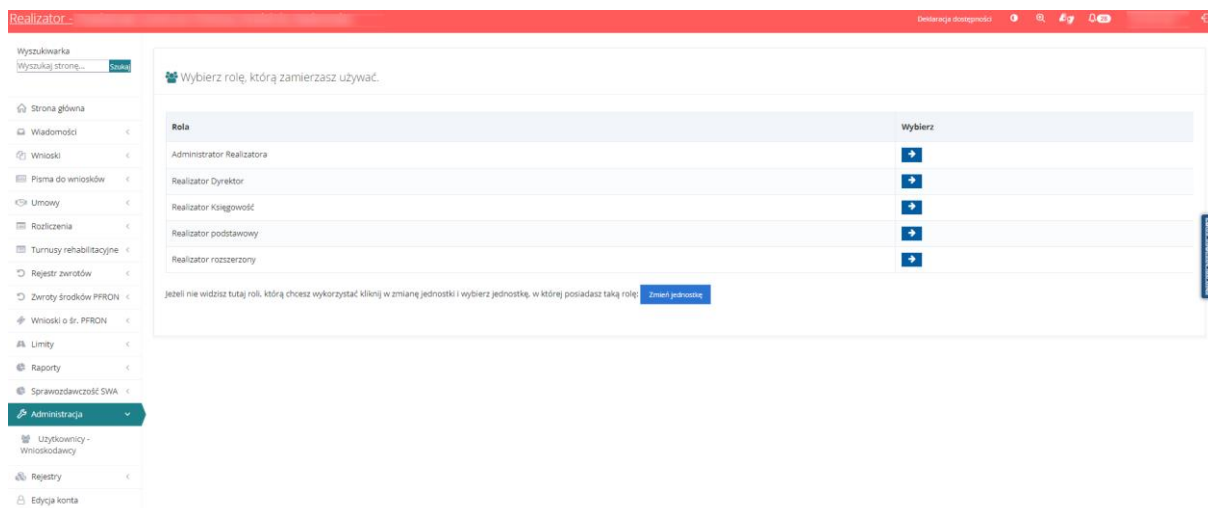 Realizator -
Deklaracja dostępności
Wyszukiwarka
Wyszukaj stronę... Szukaj
Strona główna
Wiadomości
Wnioski
Pisma do wniosków
Umowy
Rozliczenia
Turnusy rehabilitacyjne
Rejestr zwrotów
Zwroty środków PFRON
Wnioski o śr. PFRON
Limity
Raporty
Sprawozdawczość SWA
Administracja
Użytkownicy -
Wnioskodawcy
Rejestry
Edycja konta
Wybierz rolę, którą zamierzasz używać.
Rola Wybierz
Administrator Realizatora
Realizator Dyrektor
Realizator Księgowość
Realizator podstawowy
Realizator rozszerzony
Jeżeli nie widzisz tutaj roli, którą chcesz wykorzystać kliknij w zmianę jednostki i wybierz jednostkę, w której posiadasz taką rolę: Zmień jednostkę